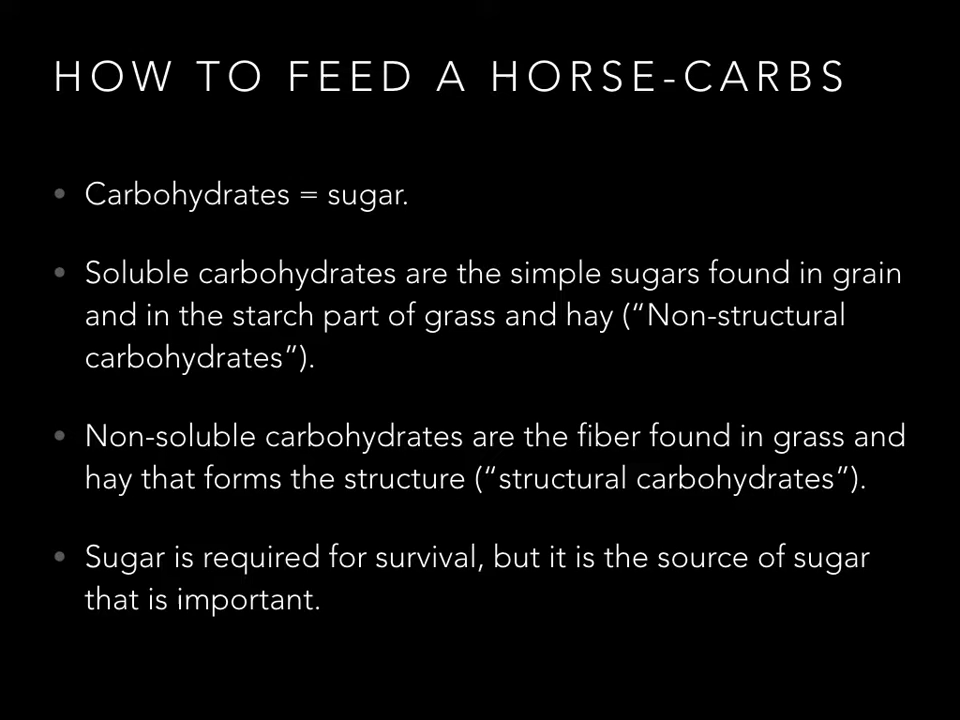 HOW TO FEED A HORSE-CARBS
• Carbohydrates = sugar.
• Soluble carbohydrates are the simple sugars found in grain
and in the starch part of grass and hay (“Non-structural
carbohydrates”).
• Non-soluble carbohydrates are the fiber found in grass and
hay that forms the structure (“structural carbohydrates”).
• Sugar is required for survival, but it is the source of sugar
that is important.